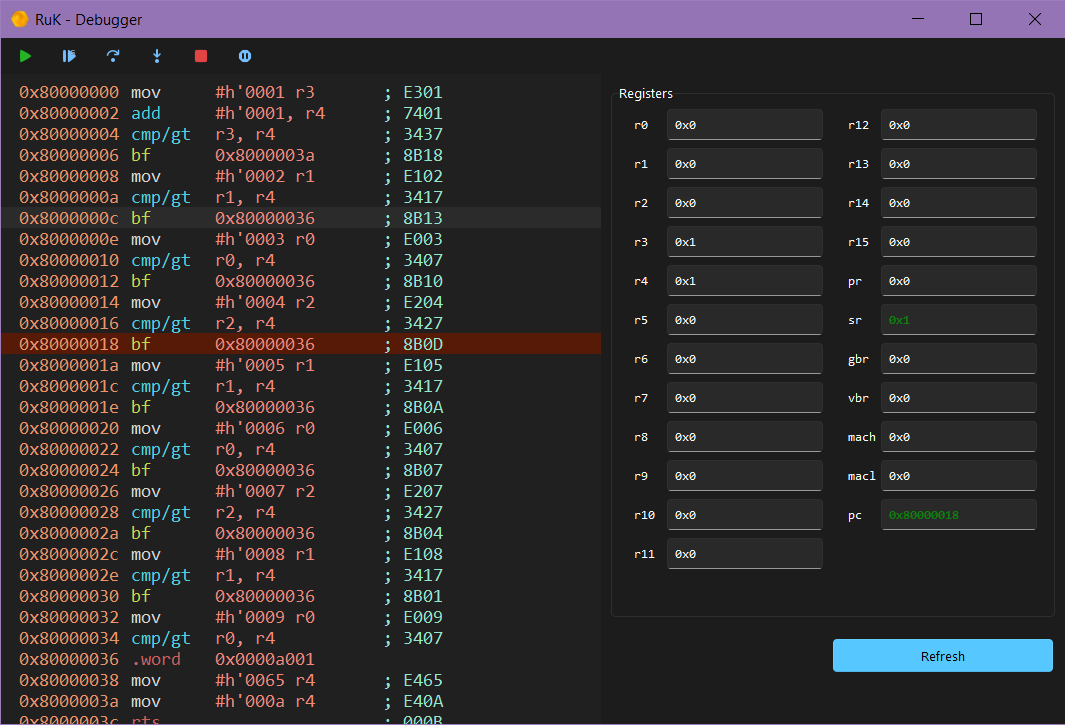 RuK - Debugger
0x80000000 mov #h'0001 r3 ; E301
0x80000002 add #h'0001, r4 ; 7401
0x80000004 cmp/gt r3, r4 ; 3437
0x80000006 bf 0x8000003a ; 8B18
0x80000008 mov #h'0002 r1 ; E102
0x8000000a cmp/gt r1, r4 ; 3417
0x8000000c bf 0x80000036 ; 8B13
0x8000000e mov #h'0003 r0 ; E003
0x80000010 cmp/gt r0, r4 ; 3407
0x80000012 bf 0x80000036 ; 8B10
0x80000014 mov #h'0004 r2 ; E204
0x80000016 cmp/gt r2, r4 ; 3427
0x80000018 bf 0x80000036 ; 8B0D
0x8000001a mov #h'0005 r1 ; E105
0x8000001c cmp/gt r1, r4 ; 3417
0x8000001e bf 0x80000036 ; 8B0A
0x80000020 mov #h'0006 r0 ; E006
0x80000022 cmp/gt r0, r4 ; 3407
0x80000024 bf 0x80000036 ; 8B07
0x80000026 mov #h'0007 r2 ; E207
0x80000028 cmp/gt r2, r4 ; 3427
0x8000002a bf 0x80000036 ; 8B04
0x8000002c mov #h'0008 r1 ; E108
0x8000002e cmp/gt r1, r4 ; 3417
0x80000030 bf 0x80000036 ; 8B01
0x80000032 mov #h'0009 r0 ; E009
0x80000034 cmp/gt r0, r4 ; 3407
0x80000036 .word 0x0000a001
0x80000038 mov #h'0065 r4 ; E465
0x8000003a mov #h'000a r4 ; E40A
0x8000003c rts ; 000B
Registers
r0 0x0
r1 0x0
r2 0x0
r3 0x1
r4 0x1
r5 0x0
r6 0x0
r7 0x0
r8 0x0
r9 0x0
r10 0x0
r11 0x0
r12 0x0
r13 0x0
r14 0x0
r15 0x0
pr 0x0
sr 0x1
gbr 0x0
vbr 0x0
mach 0x0
macl 0x0
pc 0x80000018
Refresh